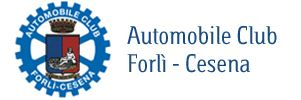 AUTOMOBILE CLUB
FORLÌ-CESENA
Automobile Club
Forlì - Cesena